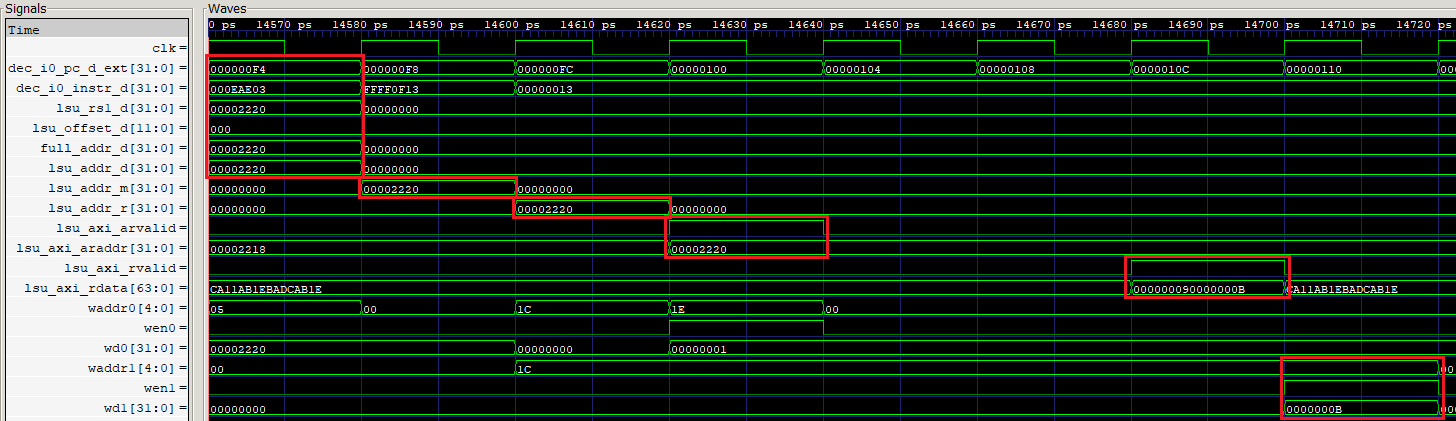 Signals Waves
Time 0 ps 14570 ps 14580 ps 14590 ps 14600 ps 14610 ps 14620 ps 14630 ps 14640 ps 14650 ps 14660 ps 14670 ps 14680 ps 14690 ps 14700 ps 14710 ps 14720 ps
clk=
dec_i0_pc_d_ext[31:0]= 000000F4 000000F8 000000FC 00000100 00000104 00000108 0000010C 00000110 000
dec_i0_instr_d[31:0]= 000EAE03 FFFF0F13 00000013
lsu_rs1_d[31:0]= 00002220 00000000
lsu_offset_d[11:0]= 000
full_addr_d[31:0]= 00002220 00000000
lsu_addr_d[31:0]= 00002220 00000000
lsu_addr_m[31:0]= 00000000 00002220 00000000
lsu_addr_r[31:0]= 00000000 00002220 00000000
lsu_axi_arvalid=
lsu_axi_araddr[31:0]= 00002218 00002220
lsu_axi_rvalid=
lsu_axi_rdata[63:0]= CA11AB1EBADCAB1E 000000090000000B CA11AB1EBADCAB1E
waddr0[4:0]= 05 00 1C 1E 00
wen0=
wd0[31:0]= 00002220 00000000 00000001
waddr1[4:0]= 00 1C 00
wen1=
wd1[31:0]= 00000000 0000000B 000